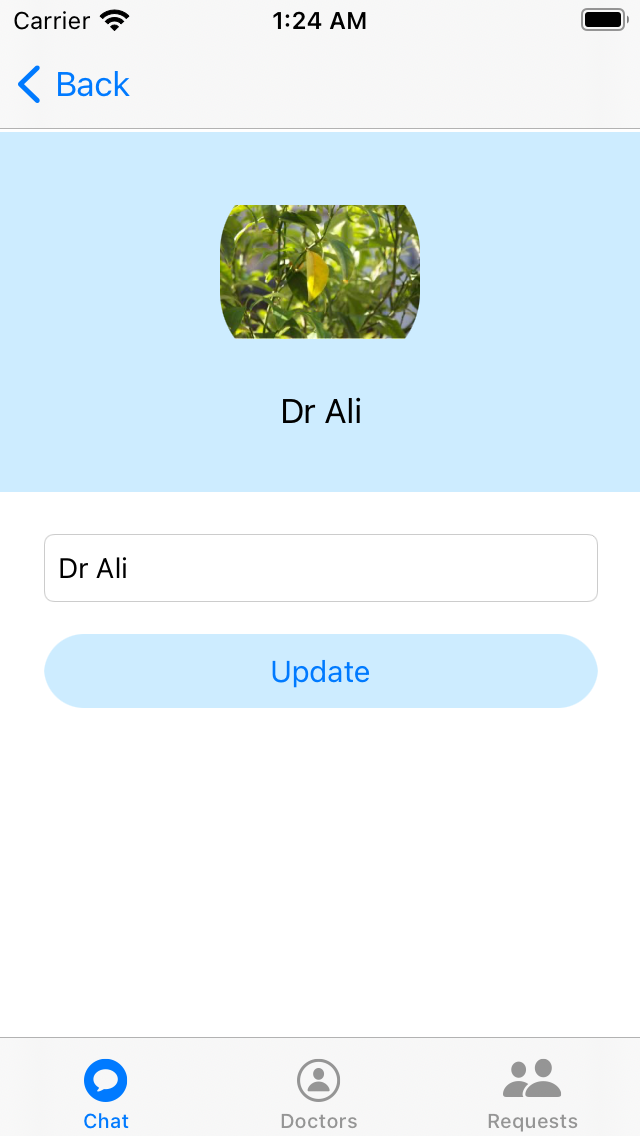 Carrier 1:24 AM
Back
Dr Ali
Dr Ali
Update
Chat Doctors Requests